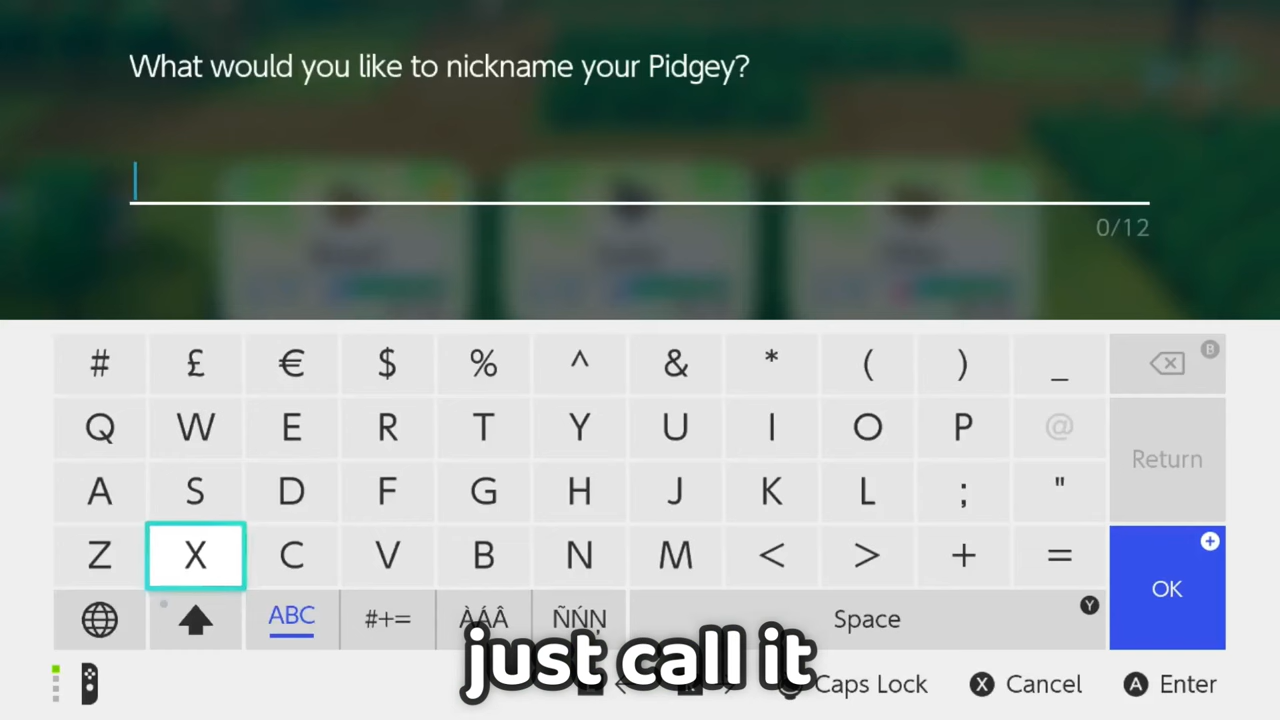 What would you like to nickname your Pidgey?
0/12
# £ € $ % ^ & * ( ) _ B
Q W E R T Y U I O P @ Return
A S D F G H J K L ; "
Z X C V B N M < > + = OK
ABC #+= ÀÁÂ ÑŃŅ Space Y
just call it
Caps Lock X Cancel A Enter